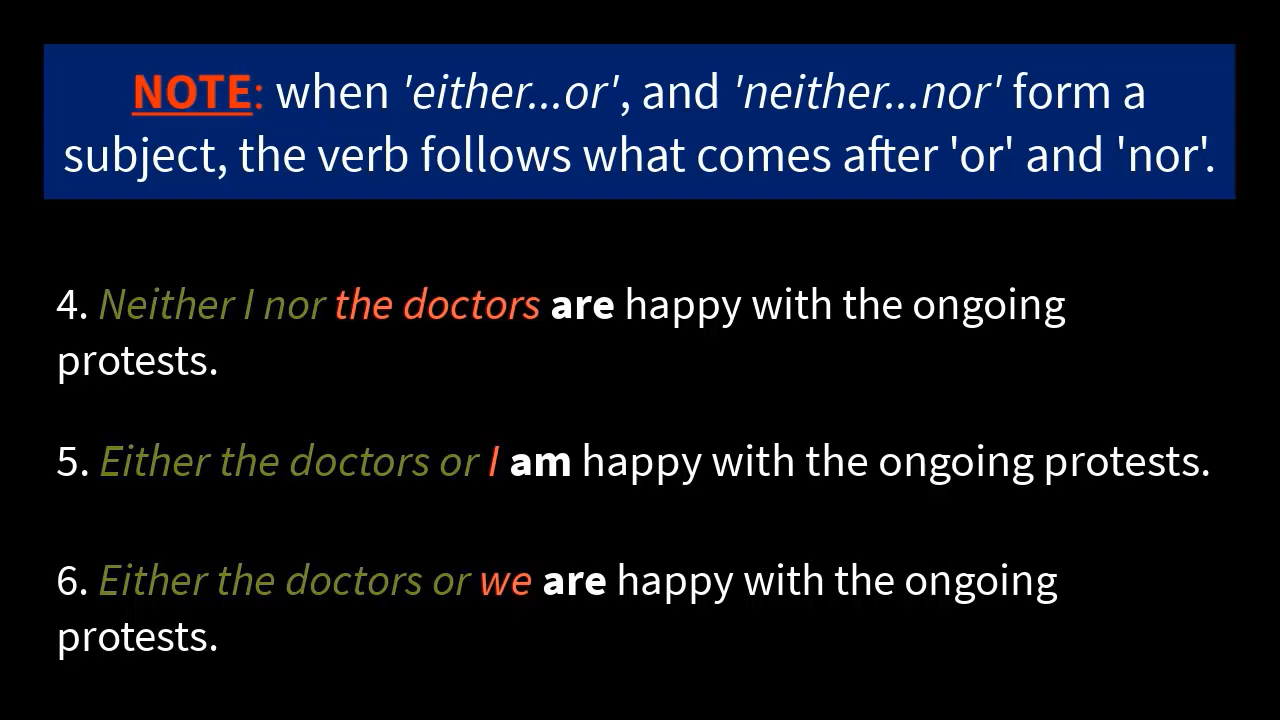 NOTE: when 'either...or', and 'neither...nor' form a
subject, the verb follows what comes after 'or' and 'nor'.
4. Neither I nor the doctors are happy with the ongoing
protests.
5. Either the doctors or I am happy with the ongoing protests.
6. Either the doctors or we are happy with the ongoing
protests.